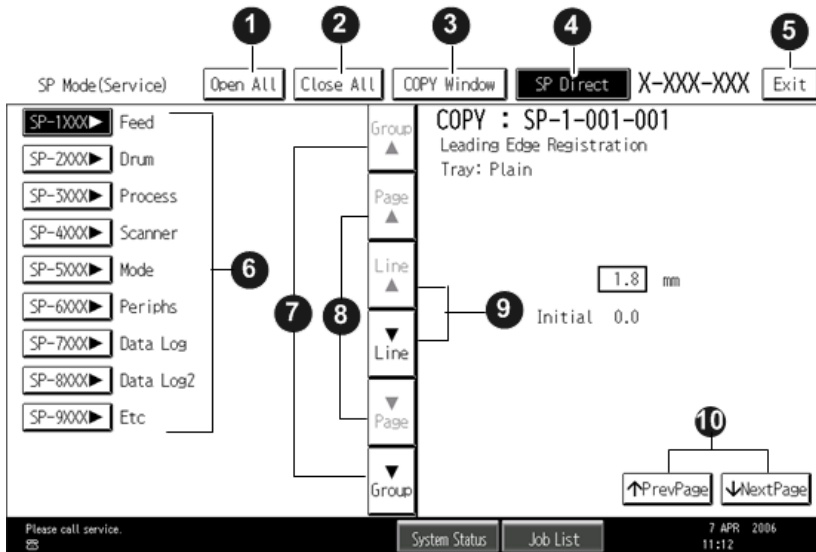 1 2 3 4 5
SP Mode(Service) Open All Close All COPY Window SP Direct X-XXX-XXX Exit
SP-1XXX▶ Feed
SP-2XXX▶ Drum
SP-3XXX▶ Process
SP-4XXX▶ Scanner
SP-5XXX▶ Mode
SP-6XXX▶ Periphs
SP-7XXX▶ Data Log
SP-8XXX▶ Data Log2
SP-9XXX▶ Etc
6
7
8
Group
▲
Page
▲
Line
▲
▼
Line
▼
Page
▼
Group
9
COPY : SP-1-001-001
Leading Edge Registration
Tray: Plain
1.8 mm
Initial 0.0
10
↑PrevPage ↓NextPage
Please call service.
System Status Job List
7 APR 2006
11:12